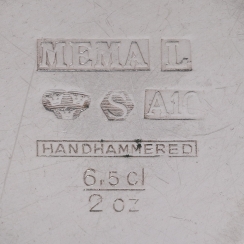 MEMA L
S A10
HANDHAMMERED
6,5 cl
2 oz